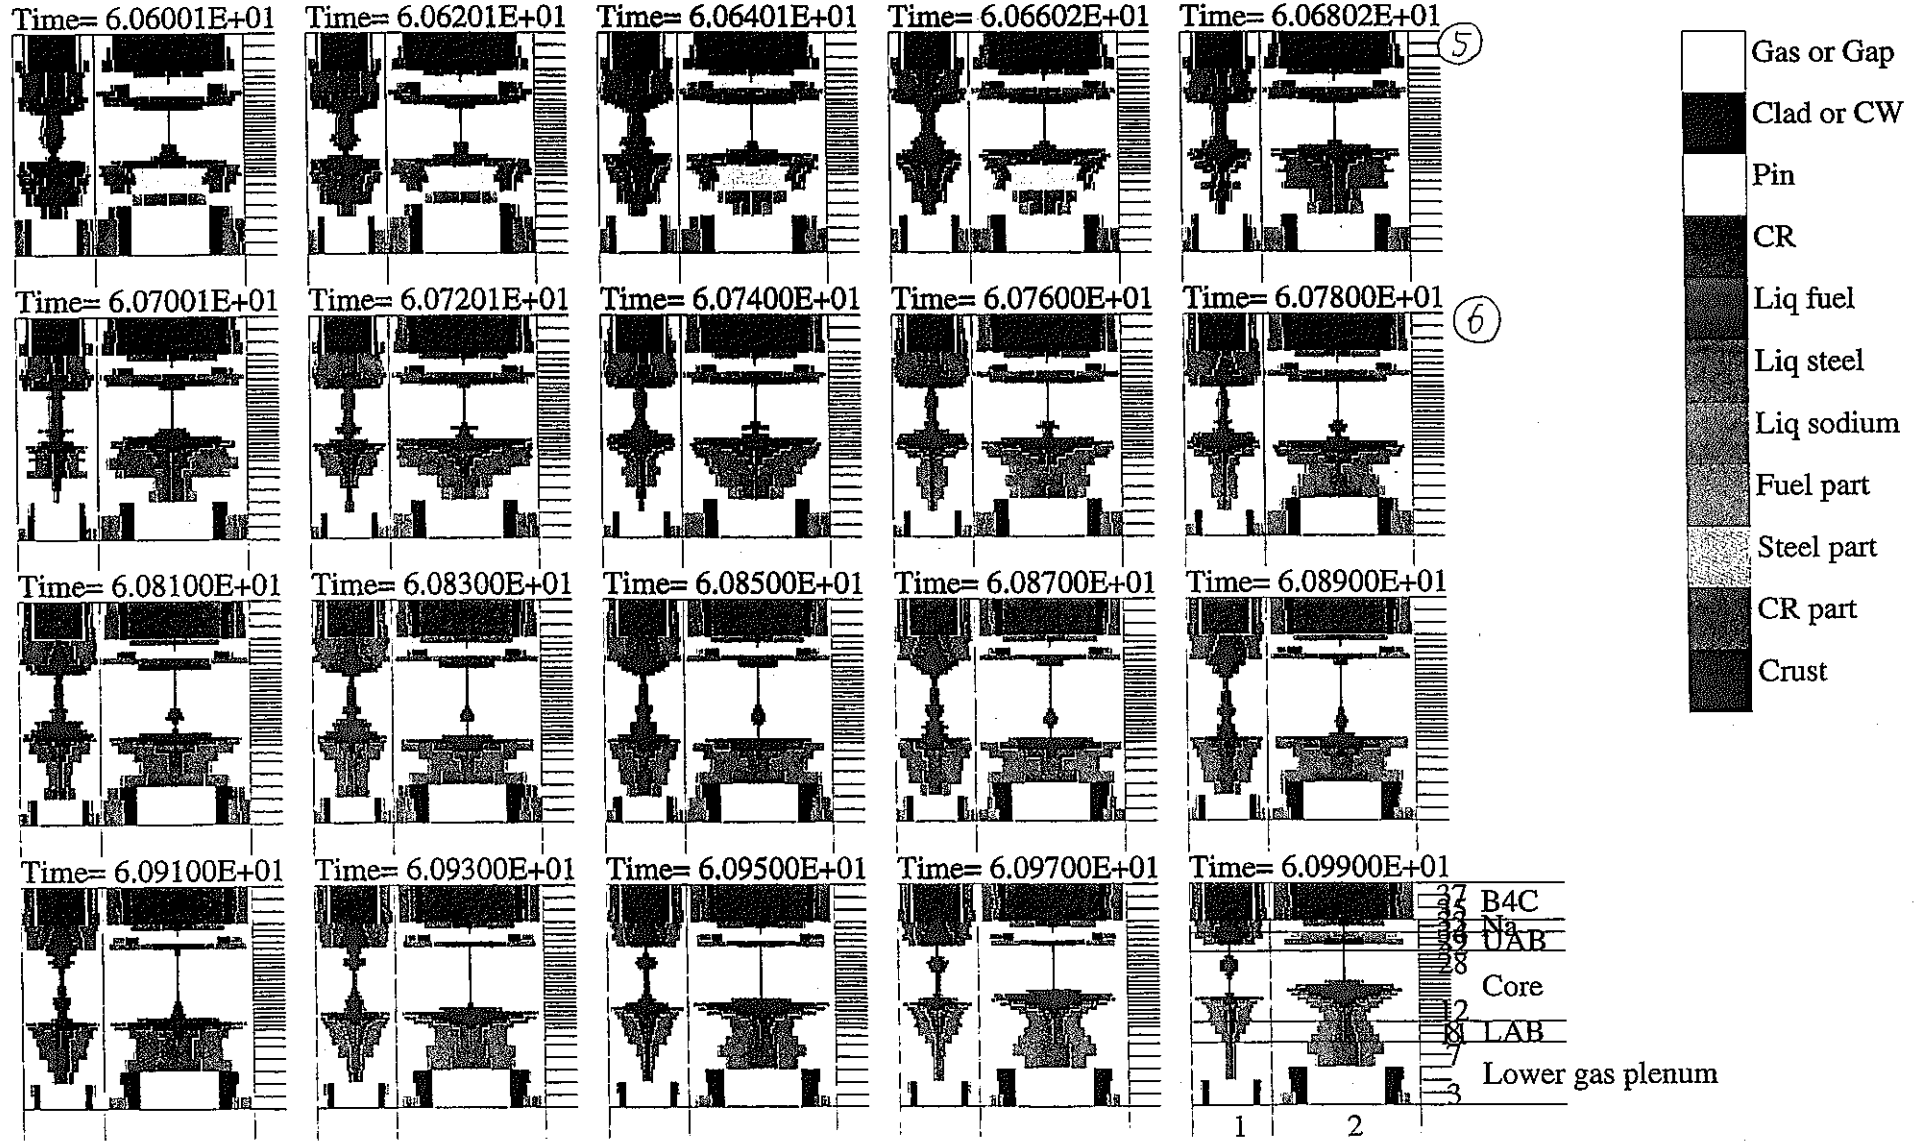 Time= 6.06001E+01
Time= 6.06201E+01
Time= 6.06401E+01
Time= 6.06602E+01
Time= 6.06802E+01
5
Time= 6.07001E+01
Time= 6.07201E+01
Time= 6.07400E+01
Time= 6.07600E+01
Time= 6.07800E+01
6
Time= 6.08100E+01
Time= 6.08300E+01
Time= 6.08500E+01
Time= 6.08700E+01
Time= 6.08900E+01
Time= 6.09100E+01
Time= 6.09300E+01
Time= 6.09500E+01
Time= 6.09700E+01
Time= 6.09900E+01
B4C
Na
UAB
28
Core
12
LAB
7
Lower gas plenum
3
1
2
Gas or Gap
Clad or CW
Pin
CR
Liq fuel
Liq steel
Liq sodium
Fuel part
Steel part
CR part
Crust